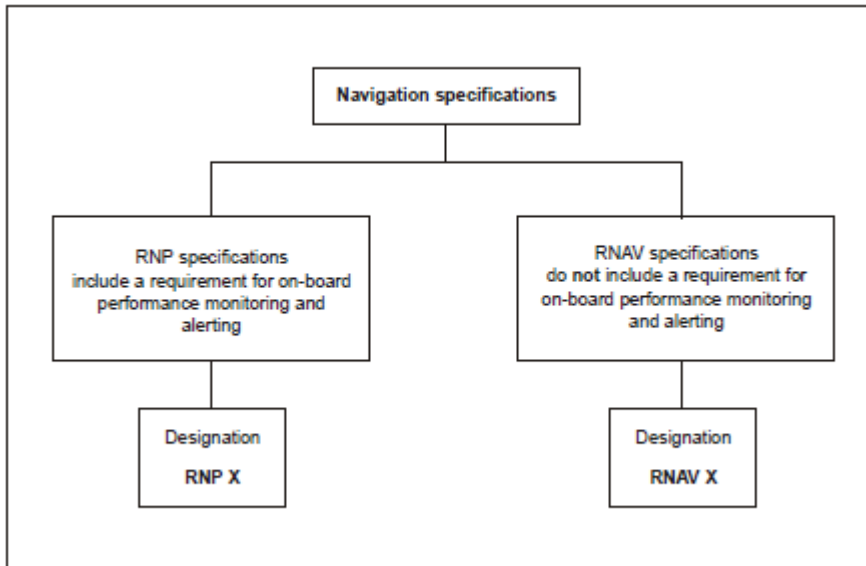 Navigation specifications
RNP specifications
include a requirement for on-board
performance monitoring and
alerting
RNAV specifications
do not include a requirement for
on-board performance monitoring
and alerting
Designation
RNP X
Designation
RNAV X